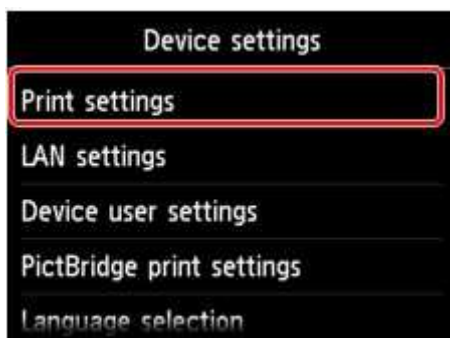 Device settings
Print settings
LAN settings
Device user settings
PictBridge print settings
Language selection